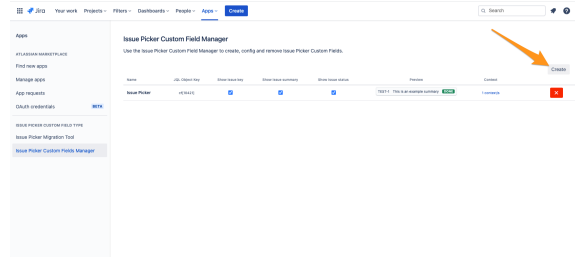 Jira Your work Projects Filters Dashboards People Apps Create Search
Apps
Issue Picker Custom Field Manager
Use the Issue Picker Custom Field Manager to create, config and remove Issue Picker Custom Fields.
ATLASSIAN MARKETPLACE
Find new apps
Create
Manage apps
Name JQL Object Key Show issue key Show issue summary Show issue status Preview Context
App requests
Issue Picker TEST-1 This is an example summary DONE
OAuth credentials BETA
ISSUE PICKER CUSTOM FIELD TYPE
Issue Picker Migration Tool
Issue Picker Custom Fields Manager